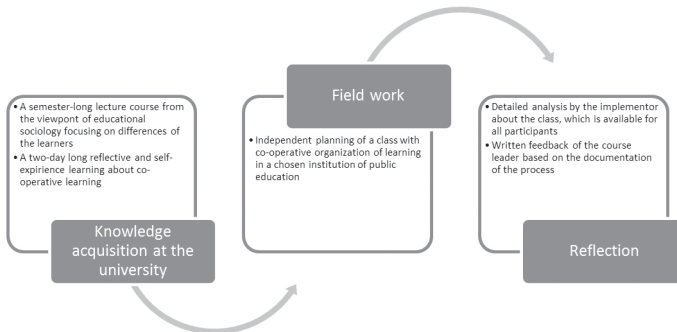 • A semester-long lecture course from
the viewpont of educational
sociology focusing on differences of
the learners
• A two-day long reflective and self-
expirience learning about co-
operative learning
Knowledge
acquisition at the
university
Field work
• Independent planning of a class with
co-operative organization of learning
in a chosen institution of public
education
• Detailed analysis by the implementor
about the class, which is available for
all participants
• Written feedback of the course
leader based on the documentation
of the process
Reflection